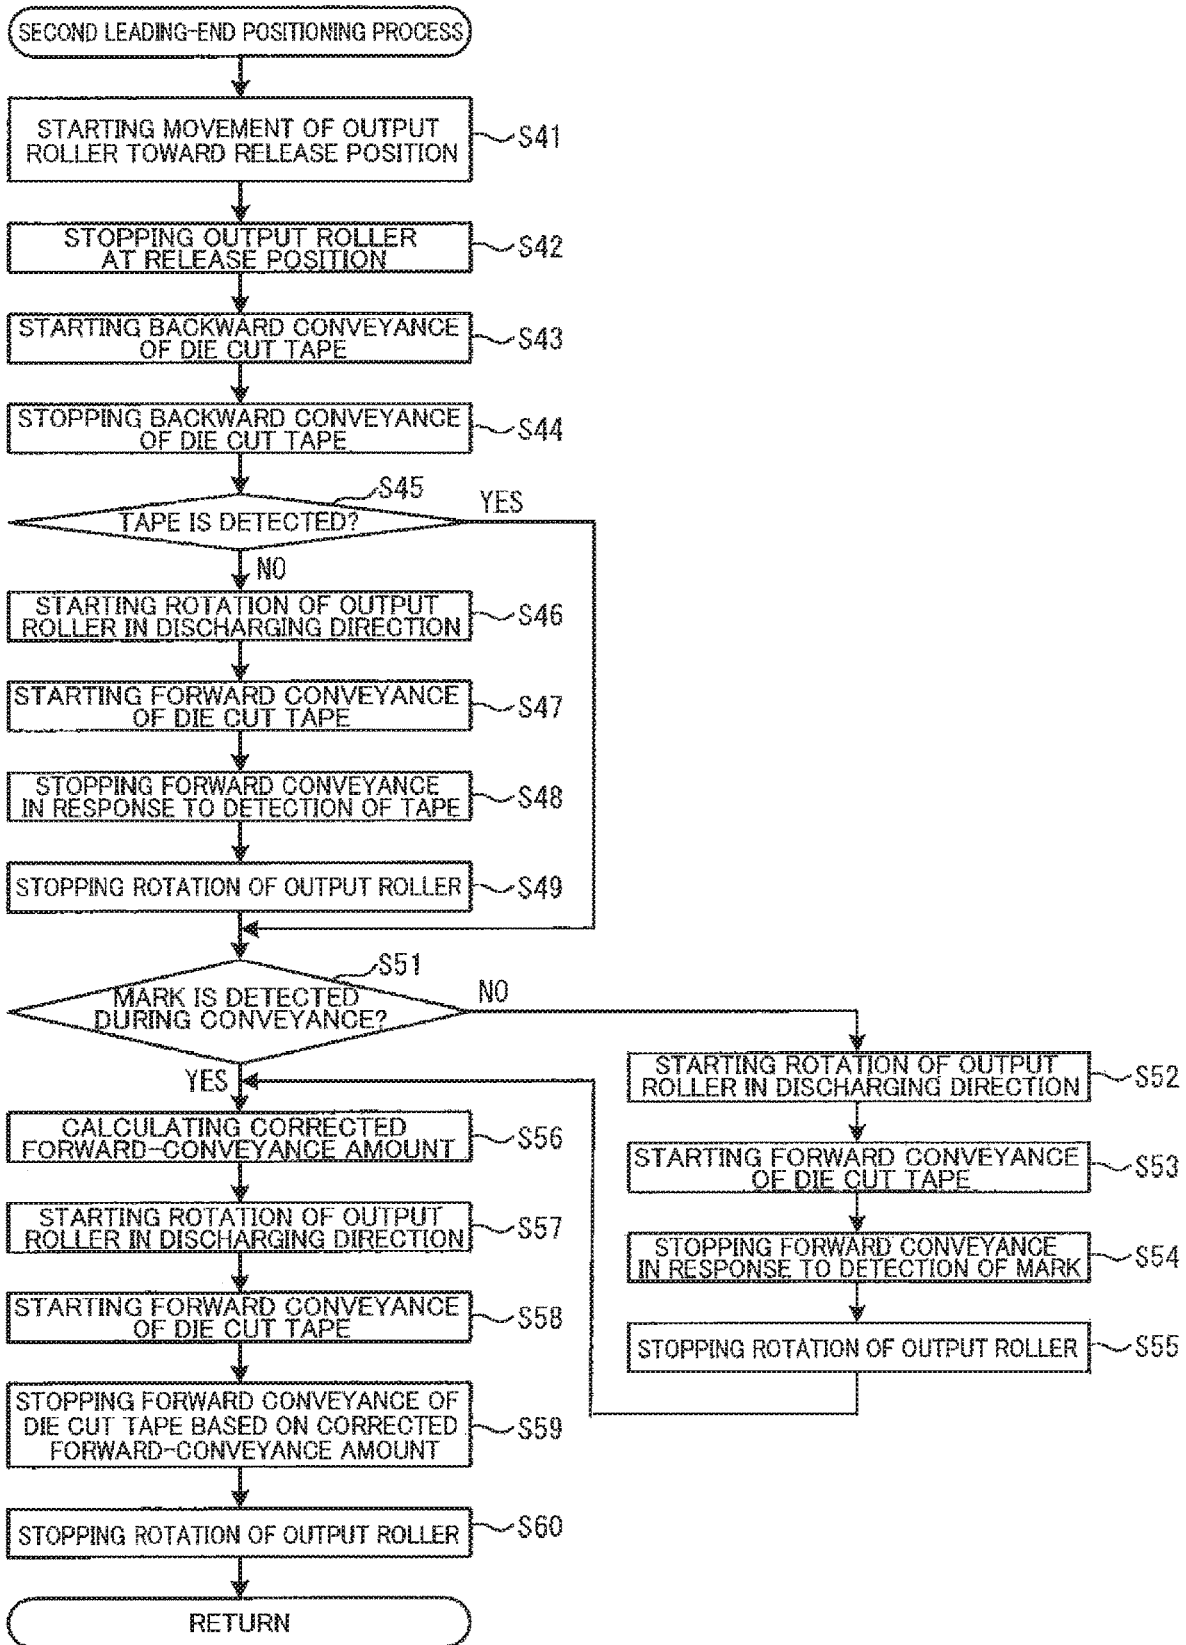 SECOND LEADING-END POSITIONING PROCESS
STARTING MOVEMENT OF OUTPUT
ROLLER TOWARD RELEASE POSITION
S41
STOPPING OUTPUT ROLLER
AT RELEASE POSITION
S42
STARTING BACKWARD CONVEYANCE
OF DIE CUT TAPE
S43
STOPPING BACKWARD CONVEYANCE
OF DIE CUT TAPE
S44
S45
TAPE IS DETECTED?
YES
NO
STARTING ROTATION OF OUTPUT
ROLLER IN DISCHARGING DIRECTION
S46
STARTING FORWARD CONVEYANCE
OF DIE CUT TAPE
S47
STOPPING FORWARD CONVEYANCE
IN RESPONSE TO DETECTION OF TAPE
S48
STOPPING ROTATION OF OUTPUT ROLLER
S49
S51
MARK IS DETECTED
DURING CONVEYANCE?
NO
YES
STARTING ROTATION OF OUTPUT
ROLLER IN DISCHARGING DIRECTION
S52
STARTING FORWARD CONVEYANCE
OF DIE CUT TAPE
S53
STOPPING FORWARD CONVEYANCE
IN RESPONSE TO DETECTION OF MARK
S54
STOPPING ROTATION OF OUTPUT ROLLER
S55
CALCULATING CORRECTED
FORWARD-CONVEYANCE AMOUNT
S56
STARTING ROTATION OF OUTPUT
ROLLER IN DISCHARGING DIRECTION
S57
STARTING FORWARD CONVEYANCE
OF DIE CUT TAPE
S58
STOPPING FORWARD CONVEYANCE OF
DIE CUT TAPE BASED ON CORRECTED
FORWARD-CONVEYANCE AMOUNT
S59
STOPPING ROTATION OF OUTPUT ROLLER
S60
RETURN